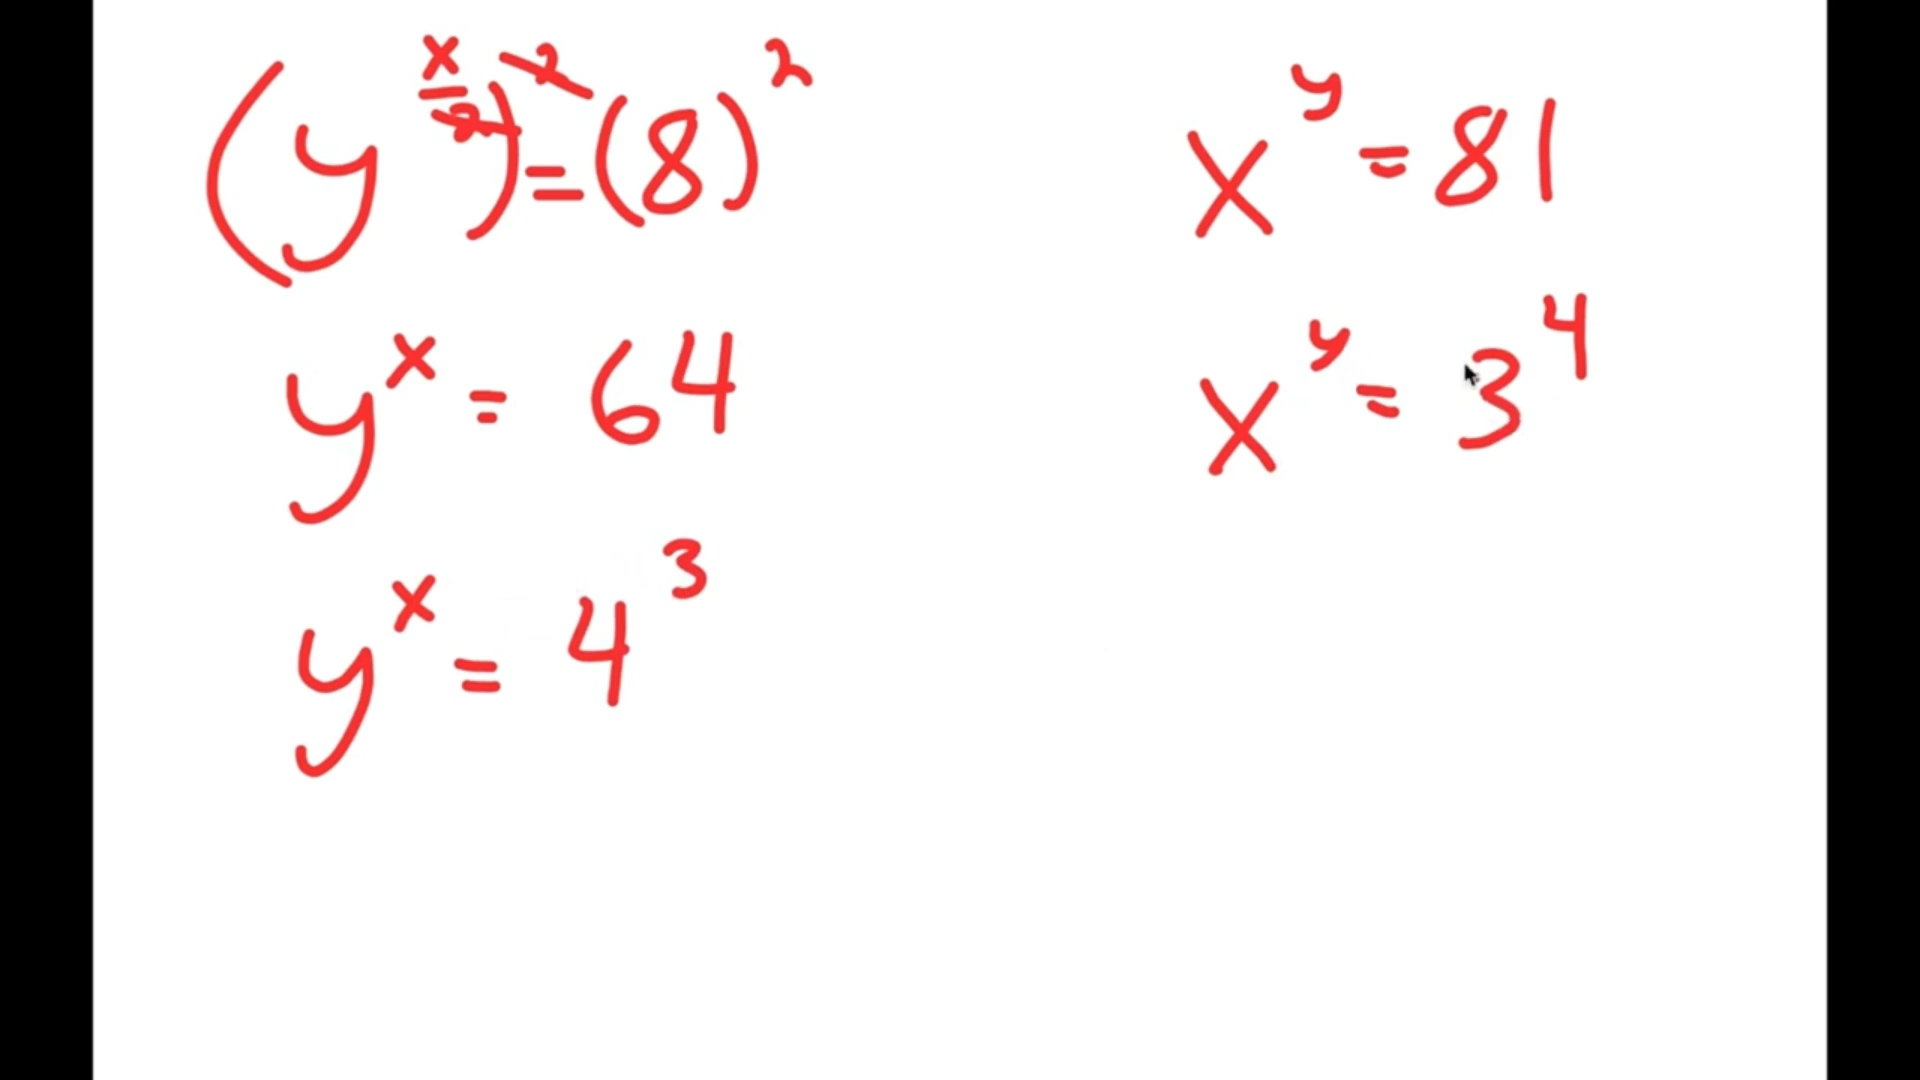 (y^(x/2))^2 = (8)^2
y^x = 64
y^x = 4^3
x^y = 81
x^y = 3^4